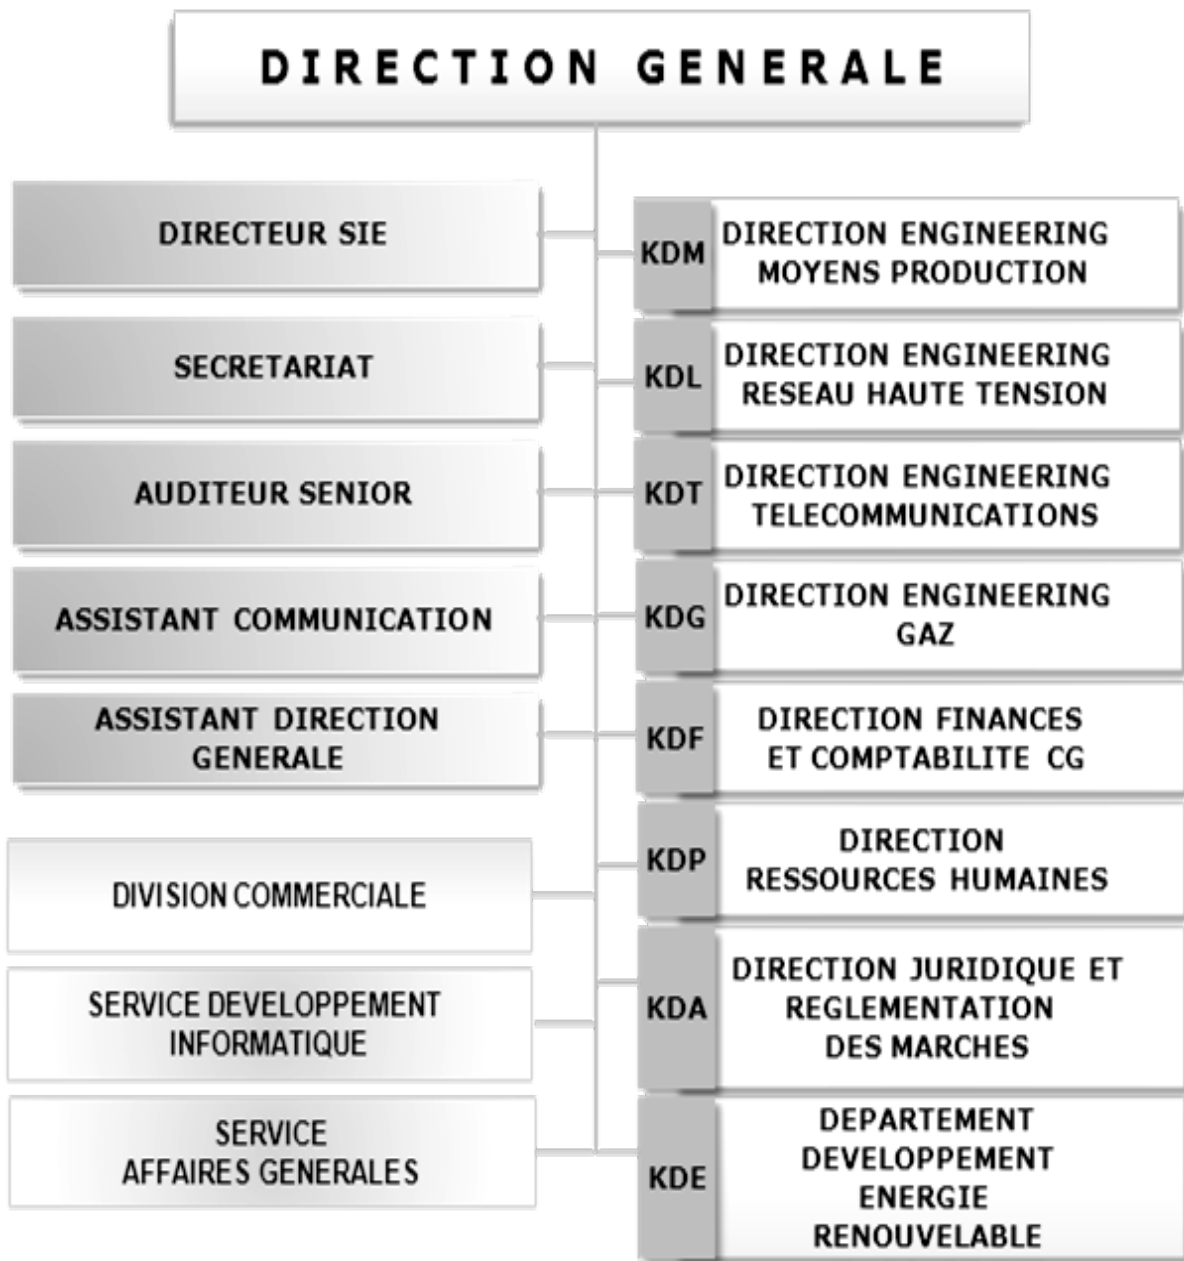 DIRECTION GENERALE
DIRECTEUR SIE
SECRETARIAT
AUDITEUR SENIOR
ASSISTANT COMMUNICATION
ASSISTANT DIRECTION
GENERALE
DIVISION COMMERCIALE
SERVICE DEVELOPPEMENT
INFORMATIQUE
SERVICE
AFFAIRES GENERALES
KDM
DIRECTION ENGINEERING
MOYENS PRODUCTION
KDL
DIRECTION ENGINEERING
RESEAU HAUTE TENSION
KDT
DIRECTION ENGINEERING
TELECOMMUNICATIONS
KDG
DIRECTION ENGINEERING
GAZ
KDF
DIRECTION FINANCES
ET COMPTABILITE CG
KDP
DIRECTION
RESSOURCES HUMAINES
KDA
DIRECTION JURIDIQUE ET
REGLEMENTATION
DES MARCHES
KDE
DEPARTEMENT
DEVELOPPEMENT
ENERGIE
RENOUVELABLE